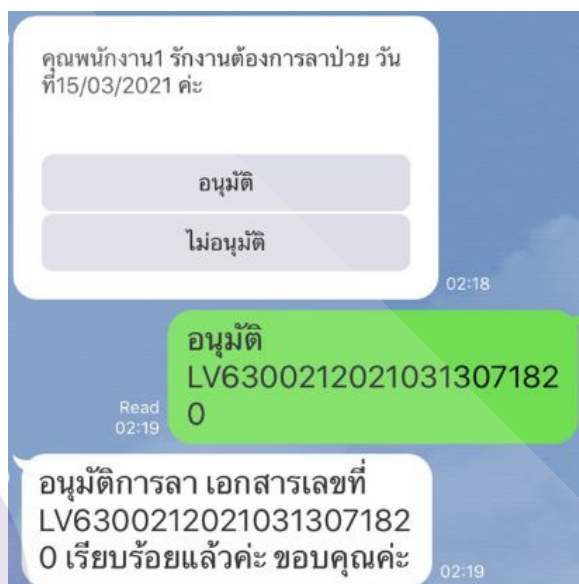 คุณพนักงาน1 รักงานต้องการลาป่วย วัน
ที่15/03/2021 ค่ะ
อนุมัติ
ไม่อนุมัติ
02:18
อนุมัติ
LV6300212021031307182
0
Read
02:19
อนุมัติการลา เอกสารเลขที่
LV6300212021031307182
0 เรียบร้อยแล้วค่ะ ขอบคุณค่ะ
02:19